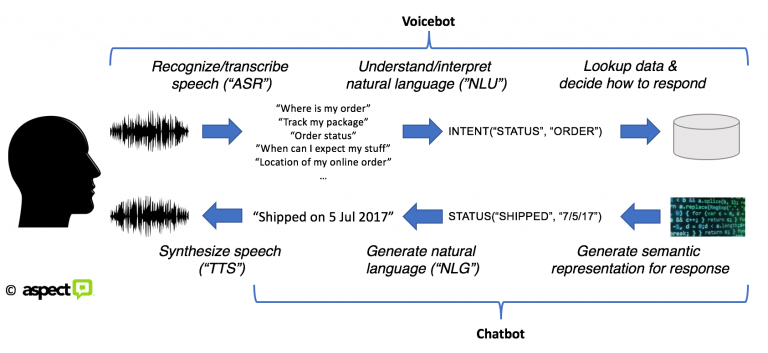 Voicebot
Recognize/transcribe
speech (“ASR”)
Understand/interpret
natural language (”NLU”)
Lookup data &
decide how to respond
“Where is my order”
“Track my package”
“Order status”
“When can I expect my stuff”
“Location of my online order”
…
INTENT(“STATUS”, “ORDER”)
“Shipped on 5 Jul 2017”
STATUS(“SHIPPED”, “7/5/17”)
Synthesize speech
(“TTS”)
Generate natural
language (“NLG”)
Generate semantic
representation for response
© aspect
Chatbot